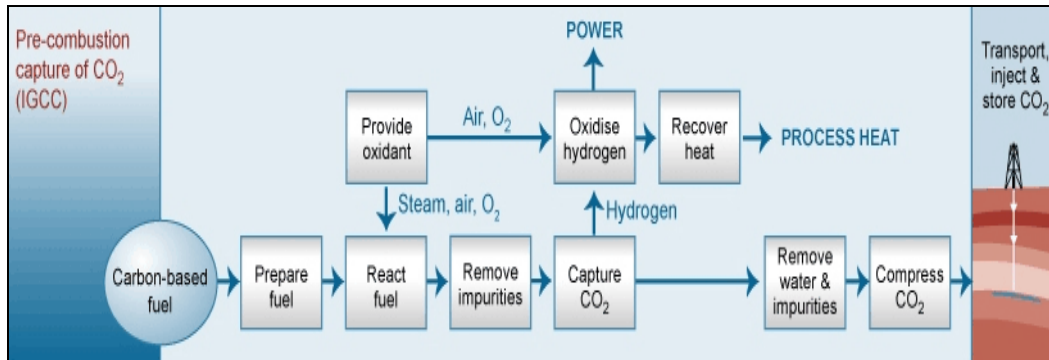 Pre-combustion
capture of CO₂
(IGCC)
POWER
Transport,
inject &
store CO₂
Provide
oxidant
Air, O₂
Oxidise
hydrogen
Recover
heat
PROCESS HEAT
Steam, air, O₂
Hydrogen
Carbon-based
fuel
Prepare
fuel
React
fuel
Remove
impurities
Capture
CO₂
Remove
water &
impurities
Compress
CO₂